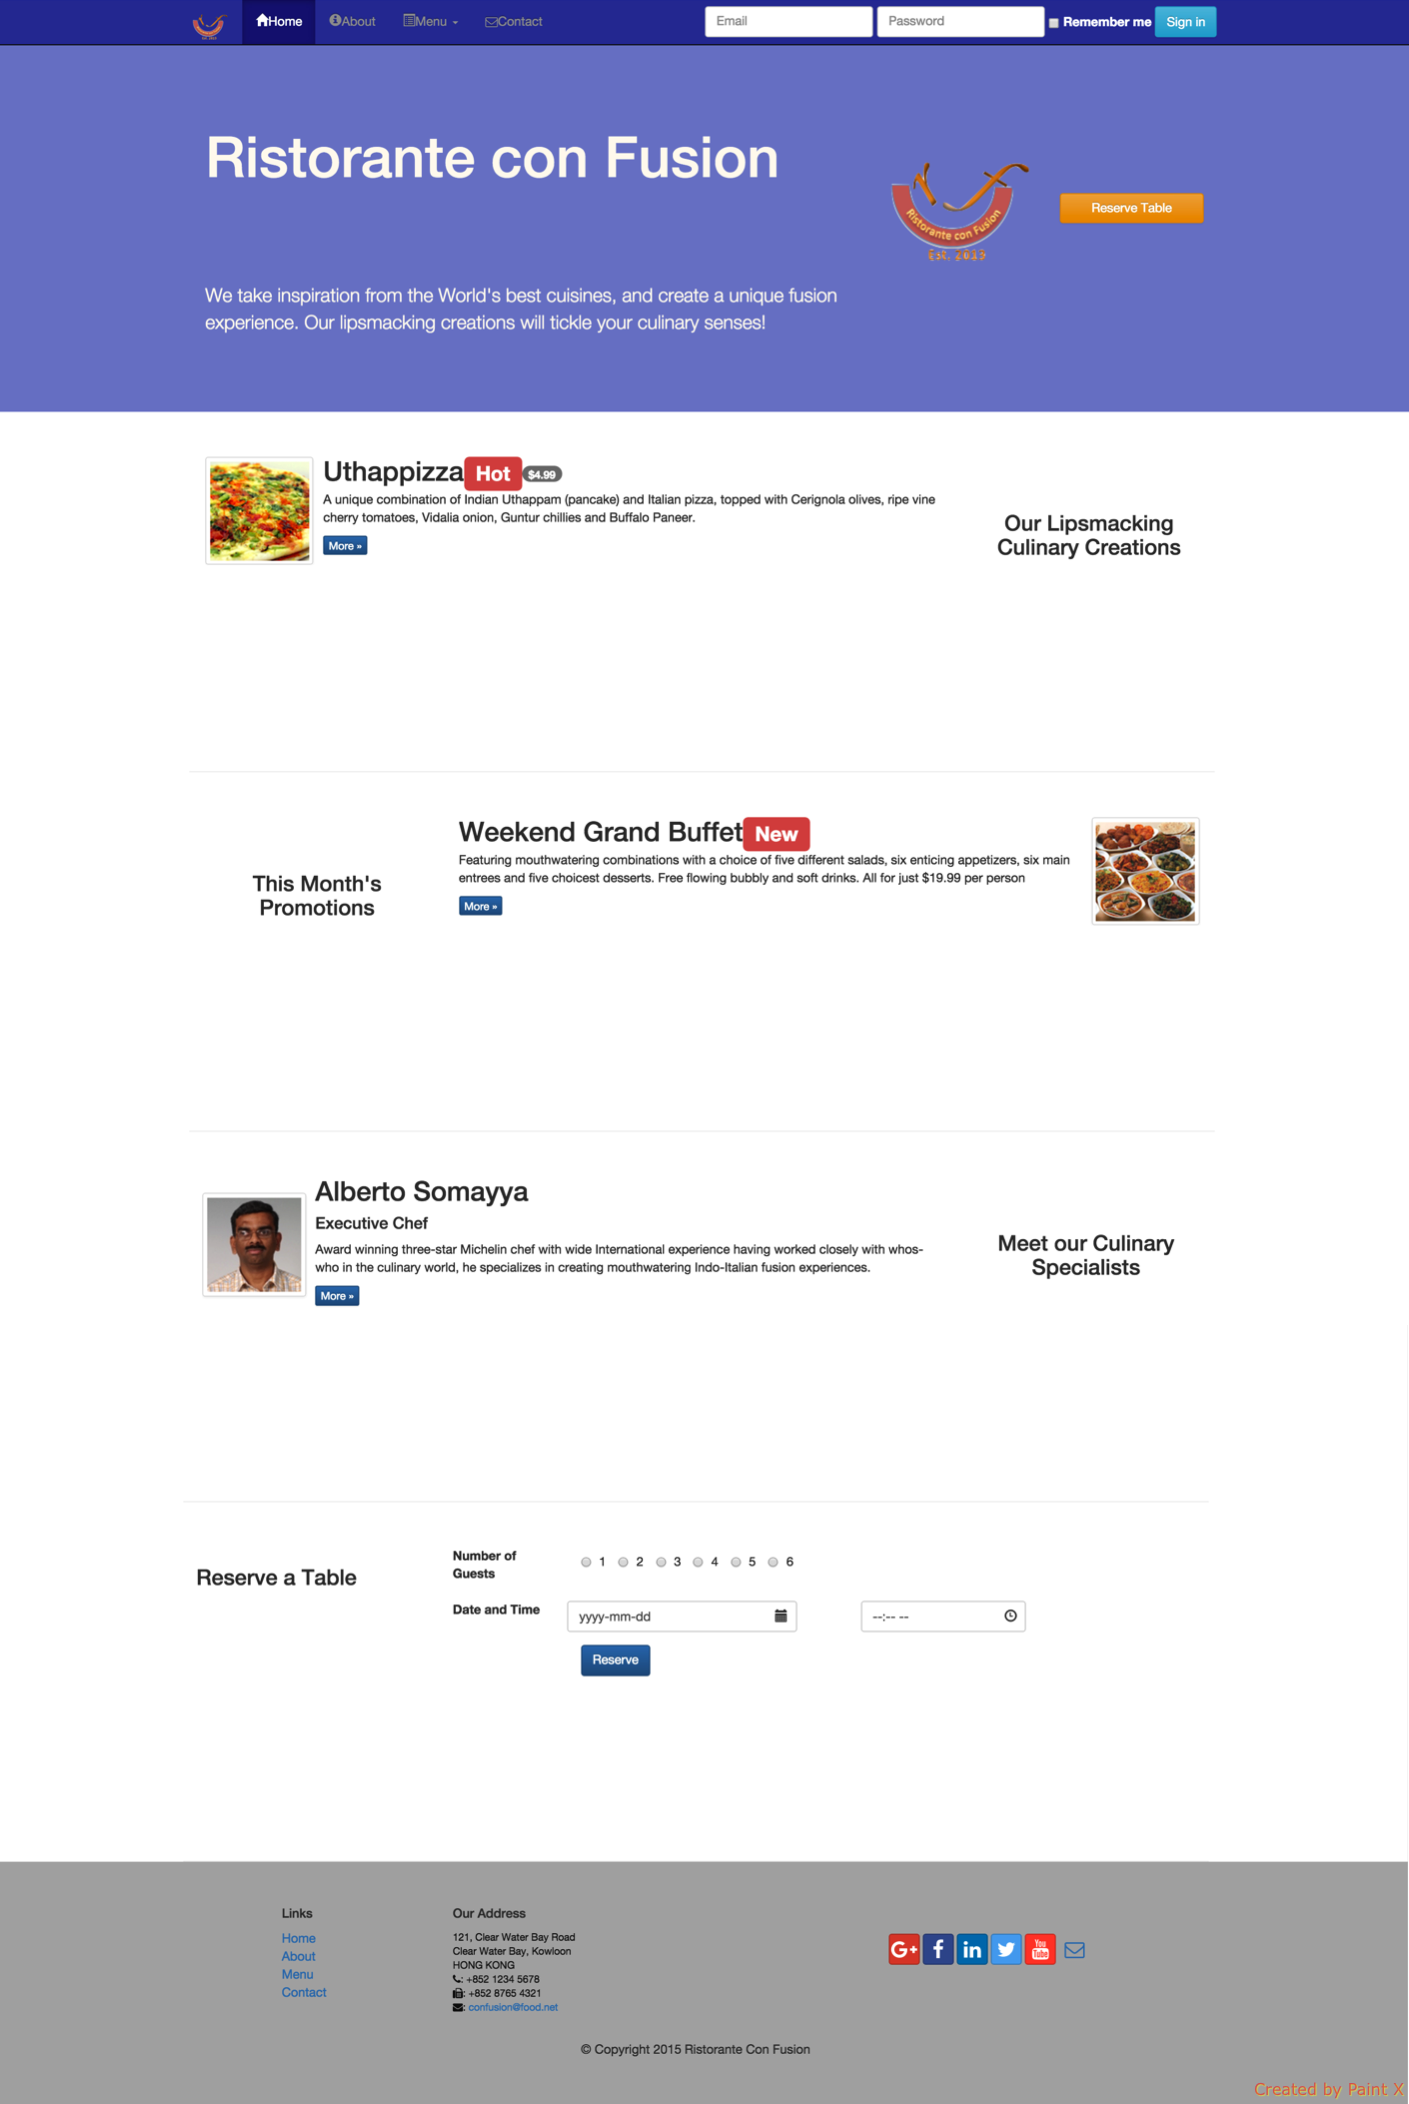 Home About Menu Contact Email Password Remember me Sign in
Ristorante con Fusion
Ristorante con Fusion
Est. 2015
Reserve Table
We take inspiration from the World's best cuisines, and create a unique fusion
experience. Our lipsmacking creations will tickle your culinary senses!
Uthappizza Hot $4.99
A unique combination of Indian Uthappam (pancake) and Italian pizza, topped with Cerignola olives, ripe vine
cherry tomatoes, Vidalia onion, Guntur chillies and Buffalo Paneer.
More »
Our Lipsmacking
Culinary Creations
This Month's
Promotions
Weekend Grand Buffet New
Featuring mouthwatering combinations with a choice of five different salads, six enticing appetizers, six main
entrees and five choicest desserts. Free flowing bubbly and soft drinks. All for just $19.99 per person
More »
Alberto Somayya
Executive Chef
Award winning three-star Michelin chef with wide International experience having worked closely with whos-
who in the culinary world, he specializes in creating mouthwatering Indo-Italian fusion experiences.
More »
Meet our Culinary
Specialists
Reserve a Table
Number of
Guests
1 2 3 4 5 6
Date and Time
yyyy-mm-dd
--:-- --
Reserve
Links
Home
About
Menu
Contact
Our Address
121, Clear Water Bay Road
Clear Water Bay, Kowloon
HONG KONG
: +852 1234 5678
: +852 8765 4321
: confusion@food.net
G+ f in You Tube
© Copyright 2015 Ristorante Con Fusion
Created by Paint X